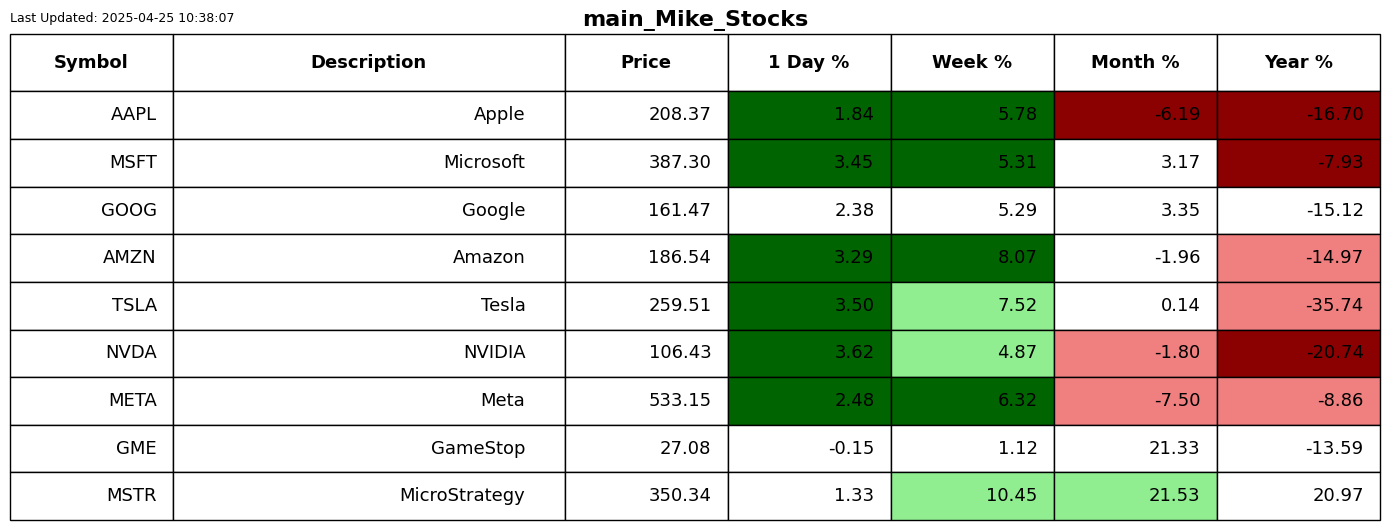 Last Updated: 2025-04-25 10:38:07
main_Mike_Stocks
Symbol Description Price 1 Day % Week % Month % Year %
AAPL Apple 208.37 1.84 5.78 -6.19 -16.70
MSFT Microsoft 387.30 3.45 5.31 3.17 -7.93
GOOG Google 161.47 2.38 5.29 3.35 -15.12
AMZN Amazon 186.54 3.29 8.07 -1.96 -14.97
TSLA Tesla 259.51 3.50 7.52 0.14 -35.74
NVDA NVIDIA 106.43 3.62 4.87 -1.80 -20.74
META Meta 533.15 2.48 6.32 -7.50 -8.86
GME GameStop 27.08 -0.15 1.12 21.33 -13.59
MSTR MicroStrategy 350.34 1.33 10.45 21.53 20.97